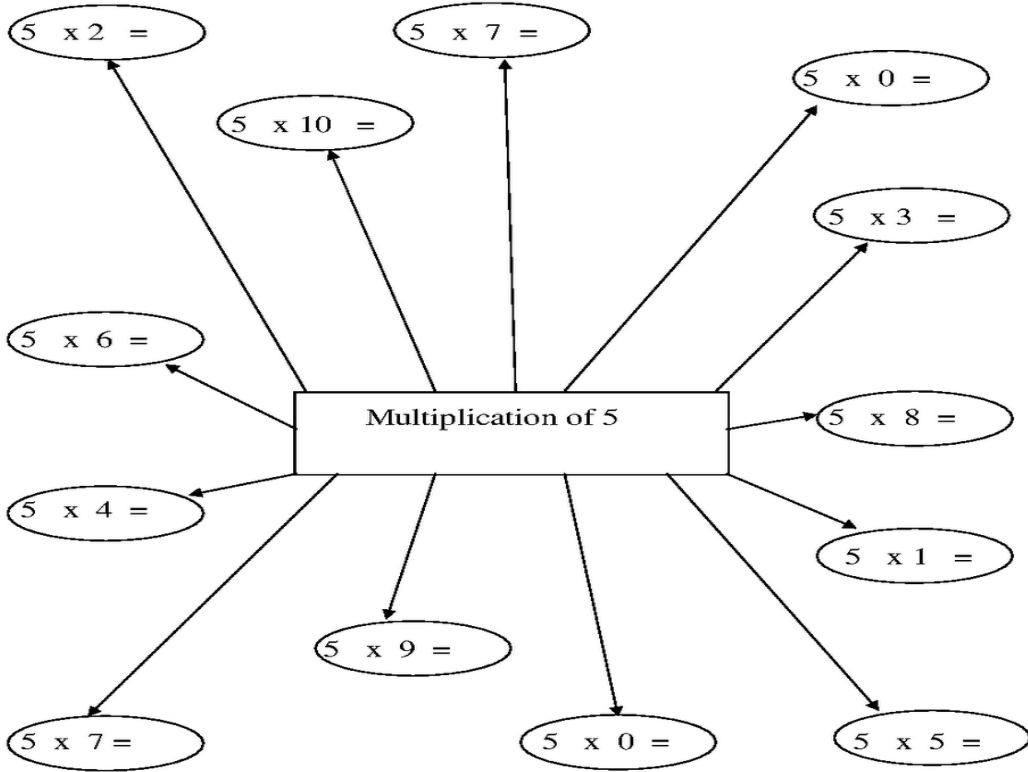 5 x 2 =
5 x 7 =
5 x 0 =
5 x 10 =
5 x 3 =
5 x 6 =
Multiplication of 5
5 x 8 =
5 x 4 =
5 x 1 =
5 x 9 =
5 x 7 =
5 x 0 =
5 x 5 =